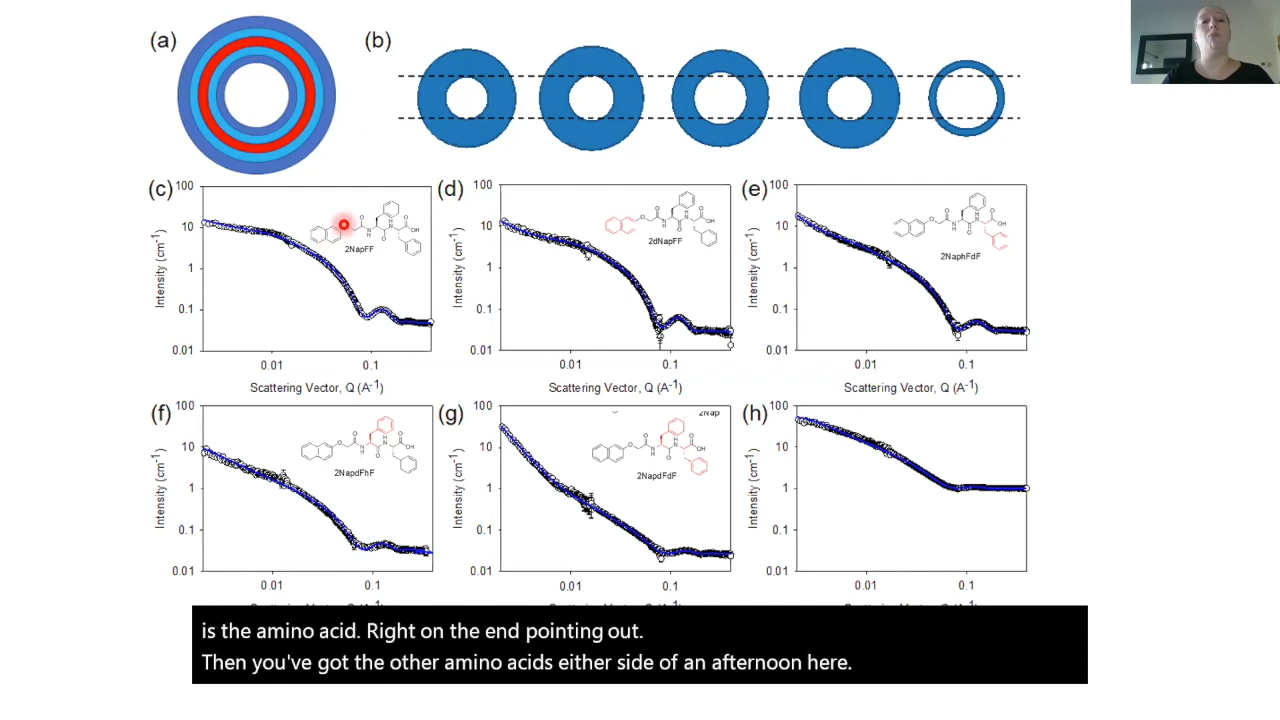 (a)
(b)
(c)
100
10
1
0.1
0.01
Intensity (cm-1)
O
O
N
H
H
N
O
O
OH
2NapFF
0.01
0.1
Scattering Vector, Q (A-1)
(d)
100
10
1
0.1
0.01
Intensity (cm-1)
O
O
N
H
H
N
O
O
OH
2dNapFF
0.01
0.1
Scattering Vector, Q (A-1)
(e)
100
10
1
0.1
0.01
Intensity (cm-1)
O
O
N
H
H
N
O
O
OH
2NaphFdF
0.01
0.1
Scattering Vector, Q (A-1)
(f)
100
10
1
0.1
0.01
Intensity (cm-1)
O
O
N
H
H
N
O
O
OH
2NapdFhF
0.01
0.1
(g)
100
10
1
0.1
0.01
Intensity (cm-1)
2Nap
O
O
N
H
H
N
O
O
OH
2NapdFdF
0.01
0.1
(h)
100
10
1
0.1
0.01
Intensity (cm-1)
0.01
0.1
is the amino acid. Right on the end pointing out.
Then you've got the other amino acids either side of an afternoon here.